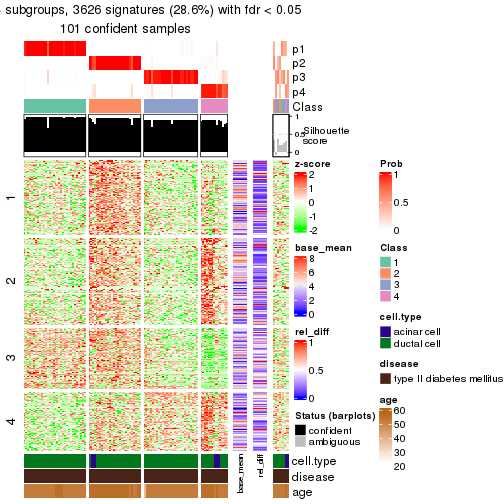 subgroups, 3626 signatures (28.6%) with fdr < 0.05
101 confident samples
p1
p2
p3
p4
Class
1
0.5
0
Silhouette
score
1
2
3
4
z-score
2
1
0
-1
-2
Prob
1
0.5
0
base_mean
8
6
4
2
0
Class
1
2
3
4
cell.type
acinar cell
ductal cell
rel_diff
1
0.5
0
disease
type II diabetes mellitus
age
60
50
40
30
20
Status (barplots)
confident
ambiguous
cell.type
disease
age
base_mean
rel_diff